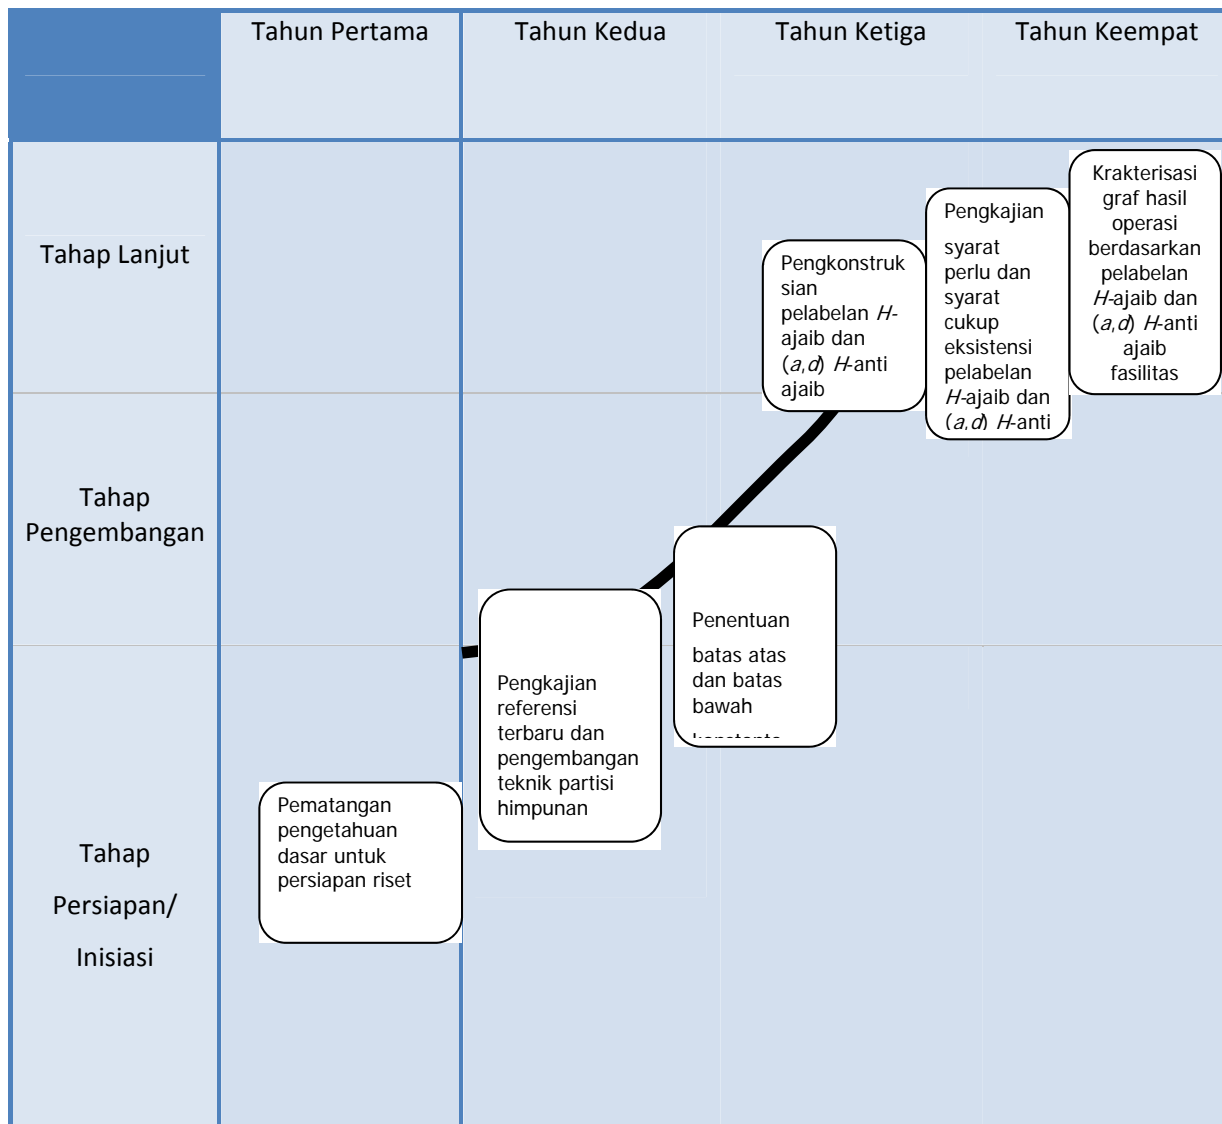 Tahun Pertama
Tahun Kedua
Tahun Ketiga
Tahun Keempat
Tahap Lanjut
Pengkonstruk
sian
pelabelan H-
ajaib dan
(a,d) H-anti
ajaib
Pengkajian
syarat
perlu dan
syarat
cukup
eksistensi
pelabelan
H-ajaib dan
(a,d) H-anti
Krakterisasi
graf hasil
operasi
berdasarkan
pelabelan
H-ajaib dan
(a,d) H-anti
ajaib
fasilitas
Tahap
Pengembangan
Pengkajian
referensi
terbaru dan
pengembangan
teknik partisi
himpunan
Penentuan
batas atas
dan batas
bawah
Tahap
Persiapan/
Inisiasi
Pematangan
pengetahuan
dasar untuk
persiapan riset